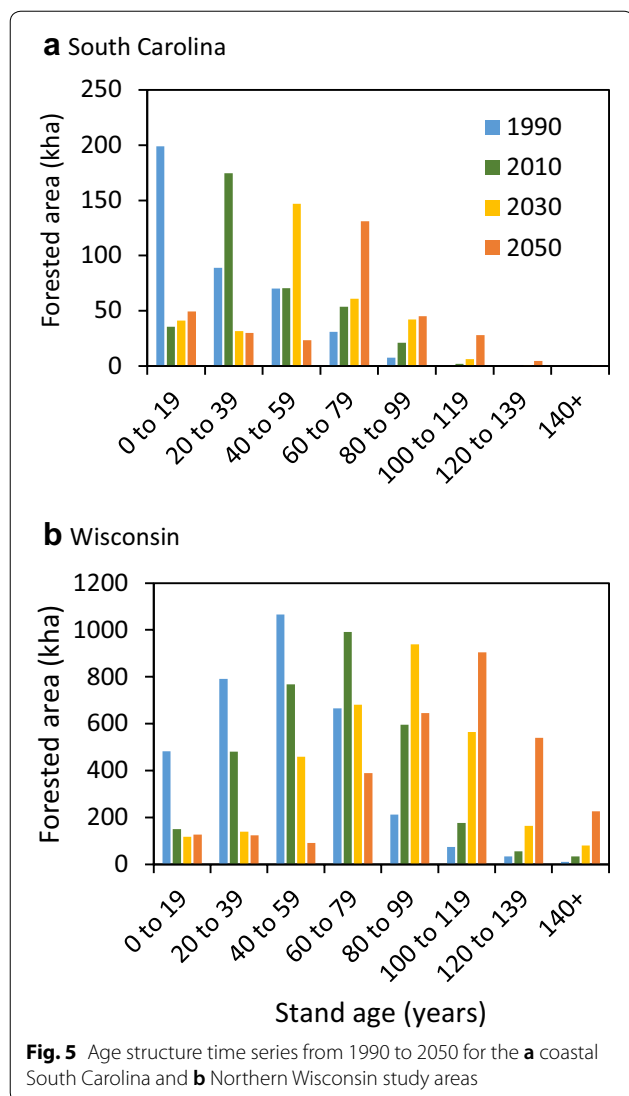 a South Carolina
250
200
150
100
50
0
Forested area (kha)
1990
2010
2030
2050
0 to 19
20 to 39
40 to 59
60 to 79
80 to 99
100 to 119
120 to 139
140+
b Wisconsin
1200
1000
800
600
400
200
0
Forested area (kha)
0 to 19
20 to 39
40 to 59
60 to 79
80 to 99
100 to 119
120 to 139
140+
Stand age (years)
Fig. 5 Age structure time series from 1990 to 2050 for the a coastal
South Carolina and b Northern Wisconsin study areas